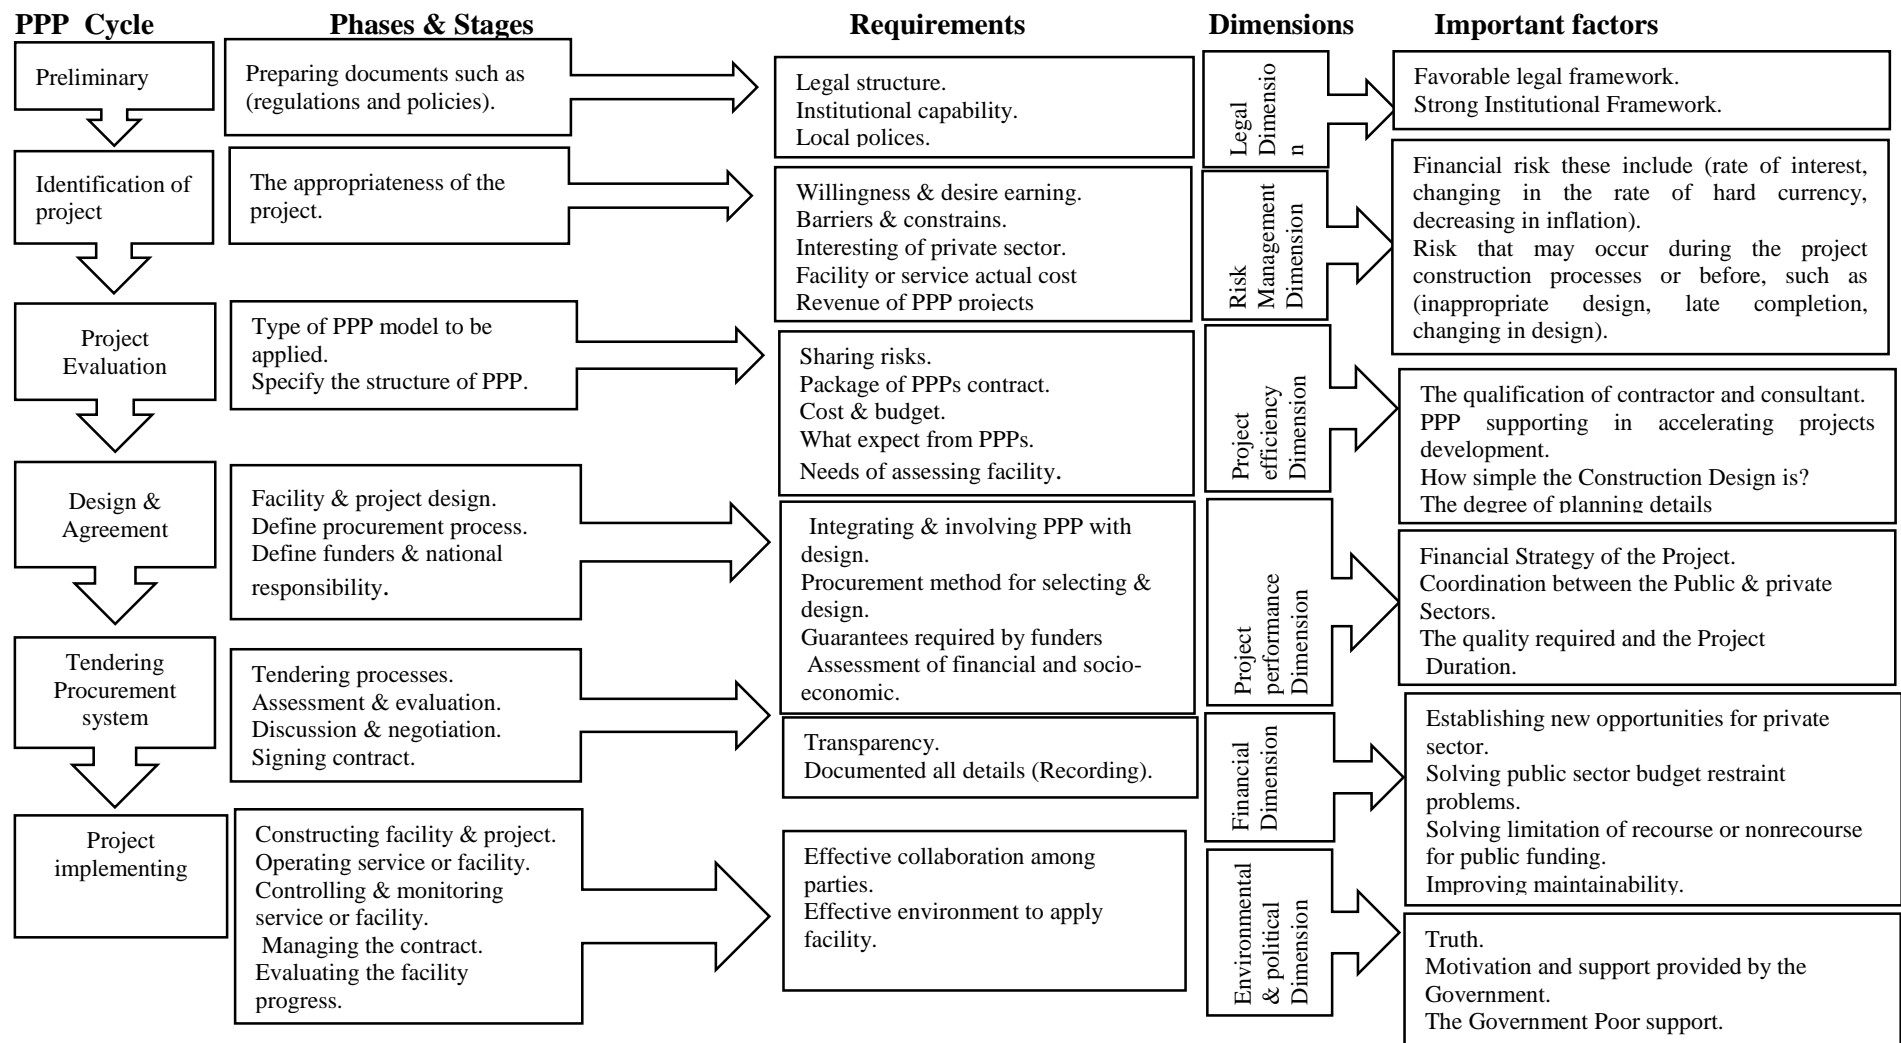 PPP Cycle
Phases & Stages
Requirements
Dimensions
Important factors
Preliminary
Preparing documents such as
(regulations and policies).
Legal structure.
Institutional capability.
Local polices.
Legal
Dimensio
n
Favorable legal framework.
Strong Institutional Framework.
Identification of
project
The appropriateness of the
project.
Willingness & desire earning.
Barriers & constrains.
Interesting of private sector.
Facility or service actual cost
Revenue of PPP projects
Risk
Management
Dimension
Financial risk these include (rate of interest,
changing in the rate of hard currency,
decreasing in inflation).
Risk that may occur during the project
construction processes or before, such as
(inappropriate design, late completion,
changing in design).
Project
Evaluation
Type of PPP model to be
applied.
Specify the structure of PPP.
Sharing risks.
Package of PPPs contract.
Cost & budget.
What expect from PPPs.
Needs of assessing facility.
Project
efficiency
Dimension
The qualification of contractor and consultant.
PPP supporting in accelerating projects
development.
How simple the Construction Design is?
The degree of planning details
Design &
Agreement
Facility & project design.
Define procurement process.
Define funders & national
responsibility.
Integrating & involving PPP with
design.
Procurement method for selecting &
design.
Guarantees required by funders
Assessment of financial and socio-
economic.
Project
performance
Dimension
Financial Strategy of the Project.
Coordination between the Public & private
Sectors.
The quality required and the Project
Duration.
Tendering
Procurement
system
Tendering processes.
Assessment & evaluation.
Discussion & negotiation.
Signing contract.
Transparency.
Documented all details (Recording).
Financial
Dimension
Establishing new opportunities for private
sector.
Solving public sector budget restraint
problems.
Solving limitation of recourse or nonrecourse
for public funding.
Improving maintainability.
Project
implementing
Constructing facility & project.
Operating service or facility.
Controlling & monitoring
service or facility.
Managing the contract.
Evaluating the facility
progress.
Effective collaboration among
parties.
Effective environment to apply
facility.
Environmental
& political
Dimension
Truth.
Motivation and support provided by the
Government.
The Government Poor support.